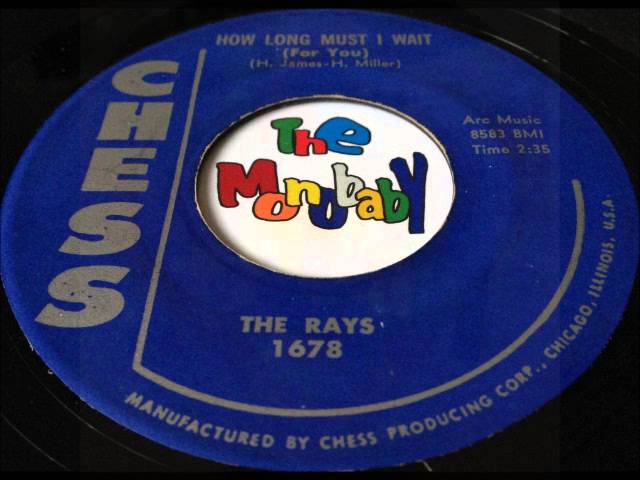 HOW LONG MUST I WAIT
(For You)
(H. James-H. Miller)
CHESS
Arc Music
8583 BMI
Time 2:35
The
Monobaby
THE RAYS
1678
MANUFACTURED BY CHESS PRODUCING CORP., CHICAGO, ILLINOIS, U.S.A.